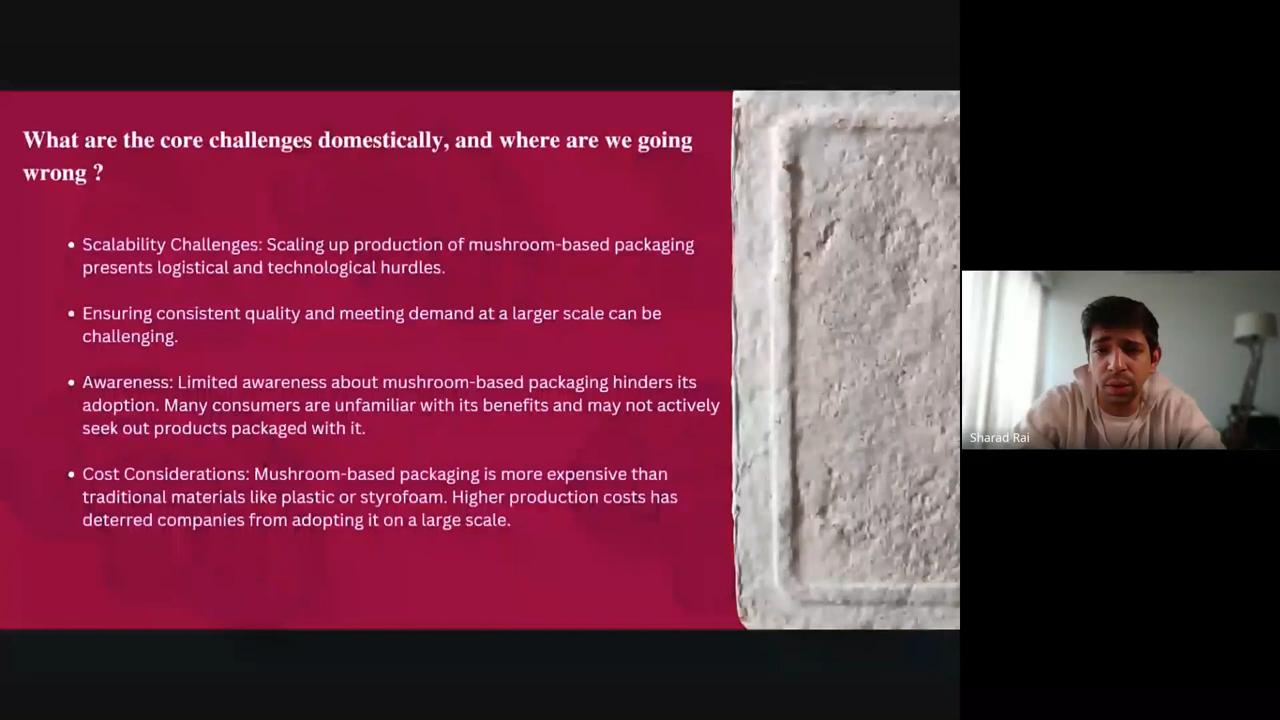 What are the core challenges domestically, and where are we going
wrong ?
• Scalability Challenges: Scaling up production of mushroom-based packaging
presents logistical and technological hurdles.
• Ensuring consistent quality and meeting demand at a larger scale can be
challenging.
• Awareness: Limited awareness about mushroom-based packaging hinders its
adoption. Many consumers are unfamiliar with its benefits and may not actively
seek out products packaged with it.
• Cost Considerations: Mushroom-based packaging is more expensive than
traditional materials like plastic or styrofoam. Higher production costs has
deterred companies from adopting it on a large scale.
Sharad Rai